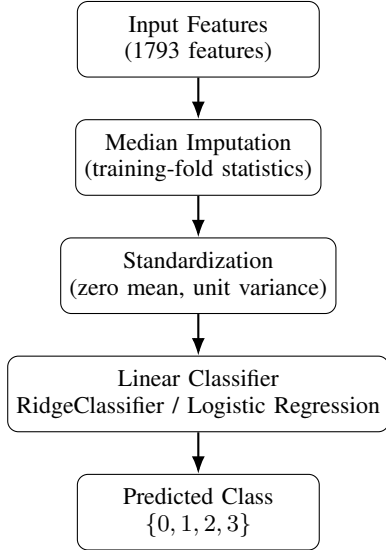 Input Features
(1793 features)
Median Imputation
(training-fold statistics)
Standardization
(zero mean, unit variance)
Linear Classifier
RidgeClassifier / Logistic Regression
Predicted Class
{0, 1, 2, 3}